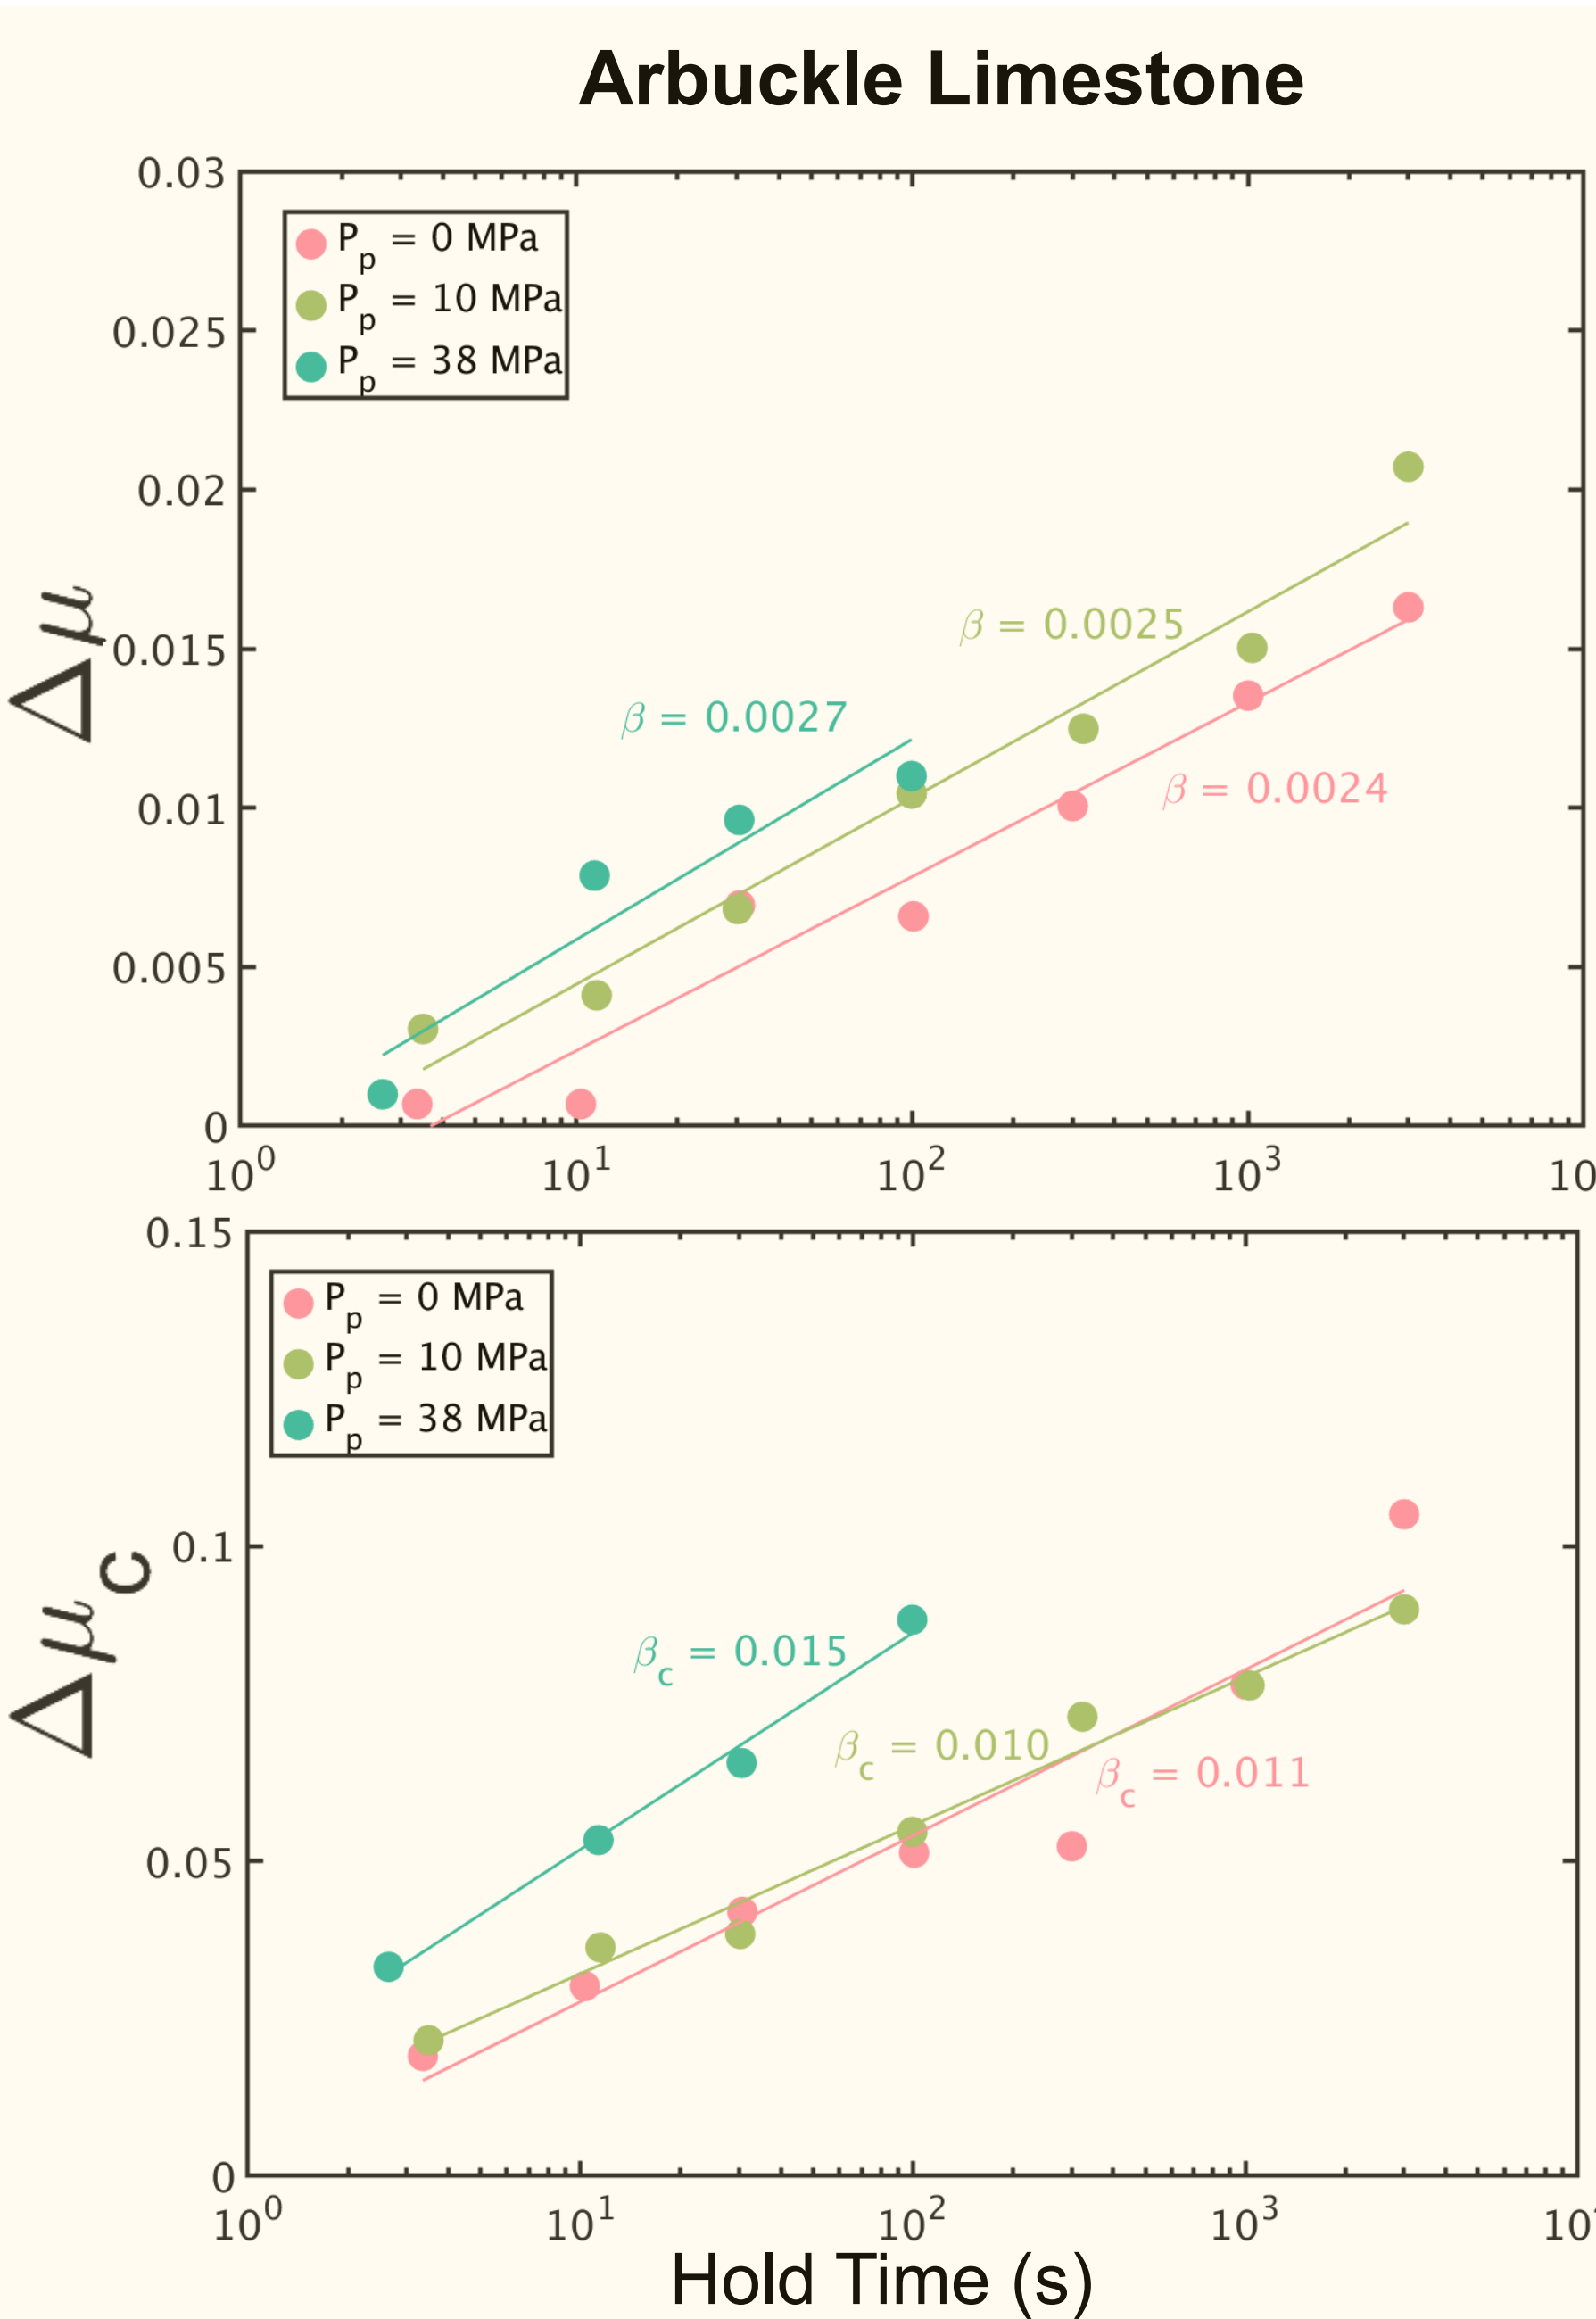 Arbuckle Limestone
0.03
P_p = 0 MPa
P_p = 10 MPa
P_p = 38 MPa
0.025
0.02
β = 0.0025
Δμ
0.015
β = 0.0027
β = 0.0024
0.01
0.005
0
10^0 10^1 10^2 10^3 10
0.15
P_p = 0 MPa
P_p = 10 MPa
P_p = 38 MPa
0.1
Δμ_c
β_c = 0.015
β_c = 0.010
β_c = 0.011
0.05
0
10^0 10^1 10^2 10^3 10
Hold Time (s)